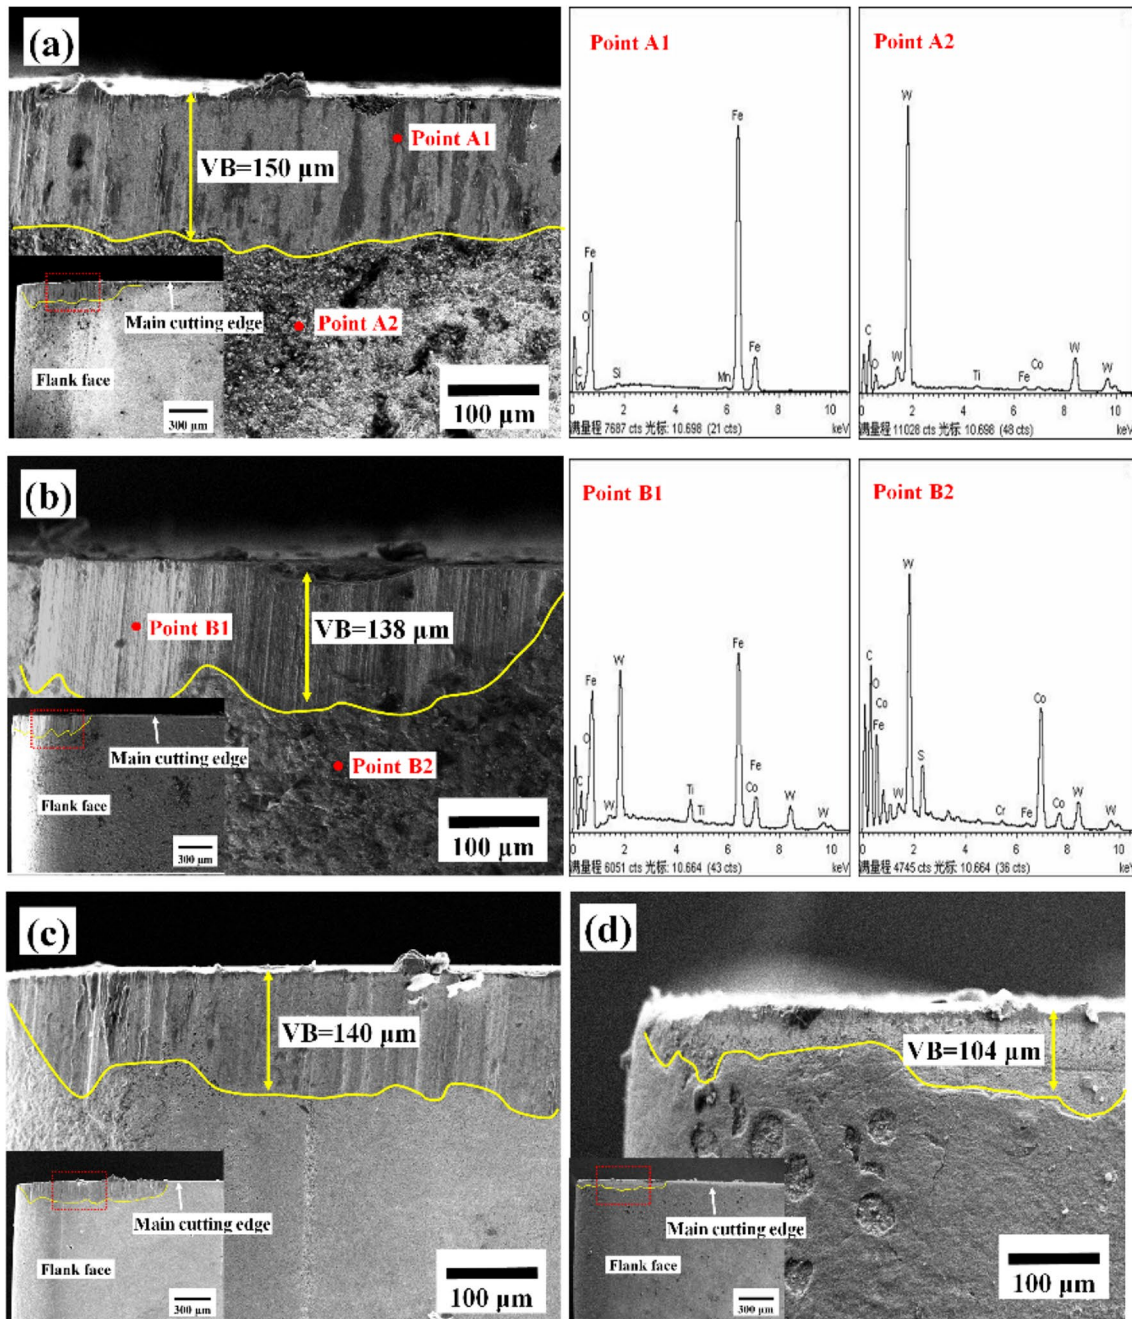 (a)
Point A1
VB=150 μm
Point A2
Main cutting edge
Flank face
300 μm
100 μm
Point A1
Fe
Fe
O
C
Si
Mn
Fe
0 2 4 6 8 10
满量程 7687 cts 光标: 10.698 (21 cts) keV
Point A2
W
C
O
W
Ti
Fe
Co
W
W
0 2 4 6 8 10
满量程 11028 cts 光标: 10.698 (48 cts) keV
(b)
Point B1
VB=138 μm
Point B2
Main cutting edge
Flank face
300 μm
100 μm
Point B1
Fe
W
O
C
W
Ti
Ti
Fe
Fe
Co
W
W
0 2 4 6 8 10
满量程 6051 cts 光标: 10.664 (43 cts) keV
Point B2
W
C
O
Co
Fe
W
S
Cr
Fe
Co
Co
W
W
0 2 4 6 8 10
满量程 4745 cts 光标: 10.664 (36 cts) keV
(c)
VB=140 μm
Main cutting edge
Flank face
300 μm
100 μm
(d)
VB=104 μm
Main cutting edge
Flank face
300 μm
100 μm